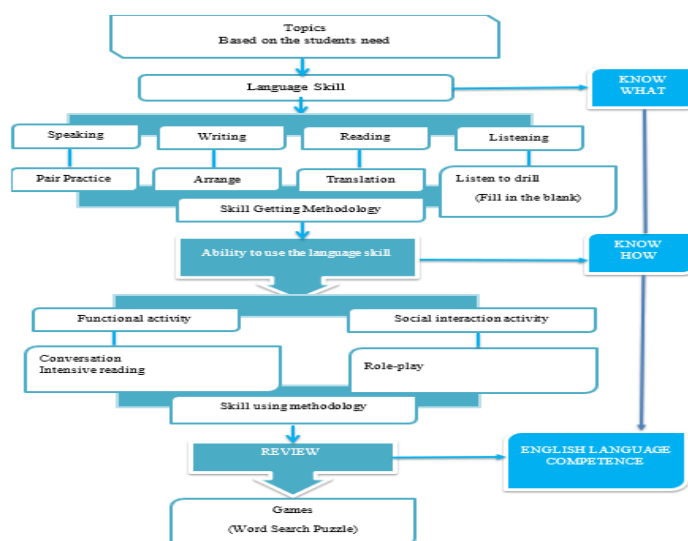 Topics
Based on the students need
Language Skill
KNOW
WHAT
Speaking
Writing
Reading
Listening
Pair Practice
Arrange
Translation
Listen to drill
(Fill in the blank)
Skill Getting Methodology
Ability to use the language skill
KNOW
HOW
Functional activity
Social interaction activity
Conversation
Intensive reading
Role-play
Skill using methodology
REVIEW
ENGLISH LANGUAGE
COMPETENCE
Games
(Word Search Puzzle)